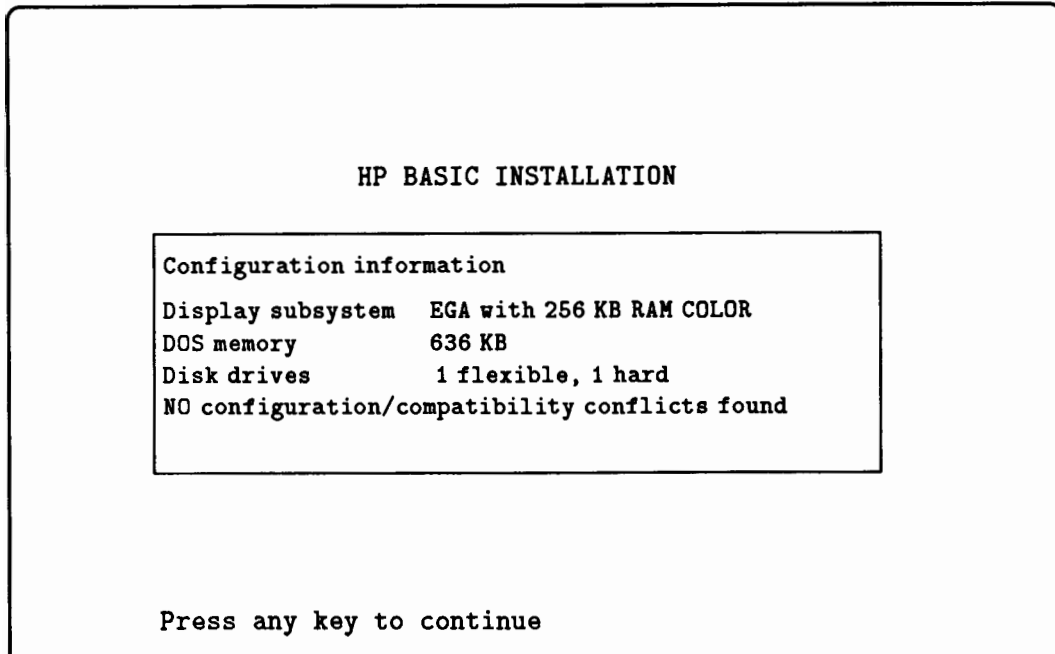 HP BASIC INSTALLATION
Configuration information
Display subsystem EGA with 256 KB RAM COLOR
DOS memory 636 KB
Disk drives 1 flexible, 1 hard
NO configuration/compatibility conflicts found
Press any key to continue